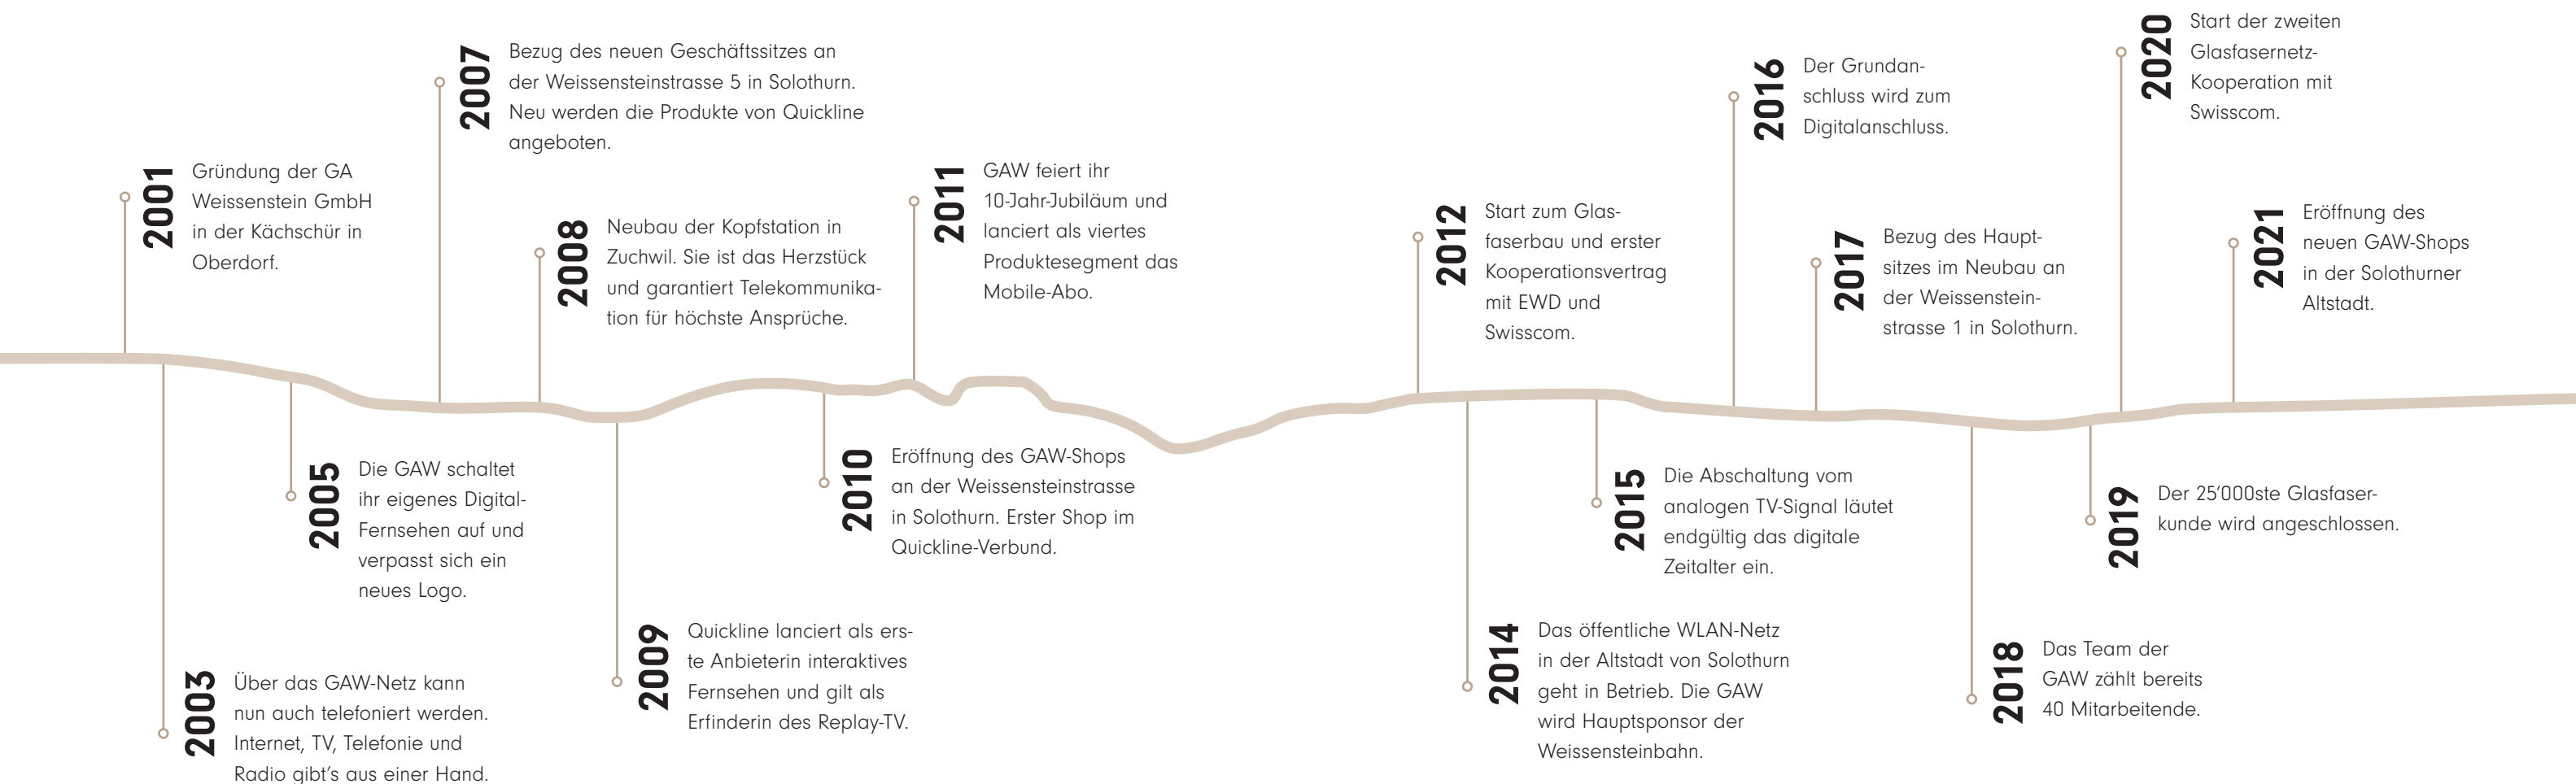 2001
Gründung der GA
Weissenstein GmbH
in der Kächschür in
Oberdorf.
2003
Über das GAW-Netz kann
nun auch telefoniert werden.
Internet, TV, Telefonie und
Radio gibt’s aus einer Hand.
2005
Die GAW schaltet
ihr eigenes Digital-
Fernsehen auf und
verpasst sich ein
neues Logo.
2007
Bezug des neuen Geschäftssitzes an
der Weissensteinstrasse 5 in Solothurn.
Neu werden die Produkte von Quickline
angeboten.
2008
Neubau der Kopfstation in
Zuchwil. Sie ist das Herzstück
und garantiert Telekommunika-
tion für höchste Ansprüche.
2009
Quickline lanciert als ers-
te Anbieterin interaktives
Fernsehen und gilt als
Erfinderin des Replay-TV.
2010
Eröffnung des GAW-Shops
an der Weissensteinstrasse
in Solothurn. Erster Shop im
Quickline-Verbund.
2011
GAW feiert ihr
10-Jahr-Jubiläum und
lanciert als viertes
Produktesegment das
Mobile-Abo.
2012
Start zum Glas-
faserbau und erster
Kooperationsvertrag
mit EWD und
Swisscom.
2014
Das öffentliche WLAN-Netz
in der Altstadt von Solothurn
geht in Betrieb. Die GAW
wird Hauptsponsor der
Weissensteinbahn.
2015
Die Abschaltung vom
analogen TV-Signal läutet
endgültig das digitale
Zeitalter ein.
2016
Der Grundan-
schluss wird zum
Digitalanschluss.
2017
Bezug des Haupt-
sitzes im Neubau an
der Weissenstein-
strasse 1 in Solothurn.
2018
Das Team der
GAW zählt bereits
40 Mitarbeitende.
2019
Der 25’000ste Glasfaser-
kunde wird angeschlossen.
2020
Start der zweiten
Glasfasernetz-
Kooperation mit
Swisscom.
2021
Eröffnung des
neuen GAW-Shops
in der Solothurner
Altstadt.